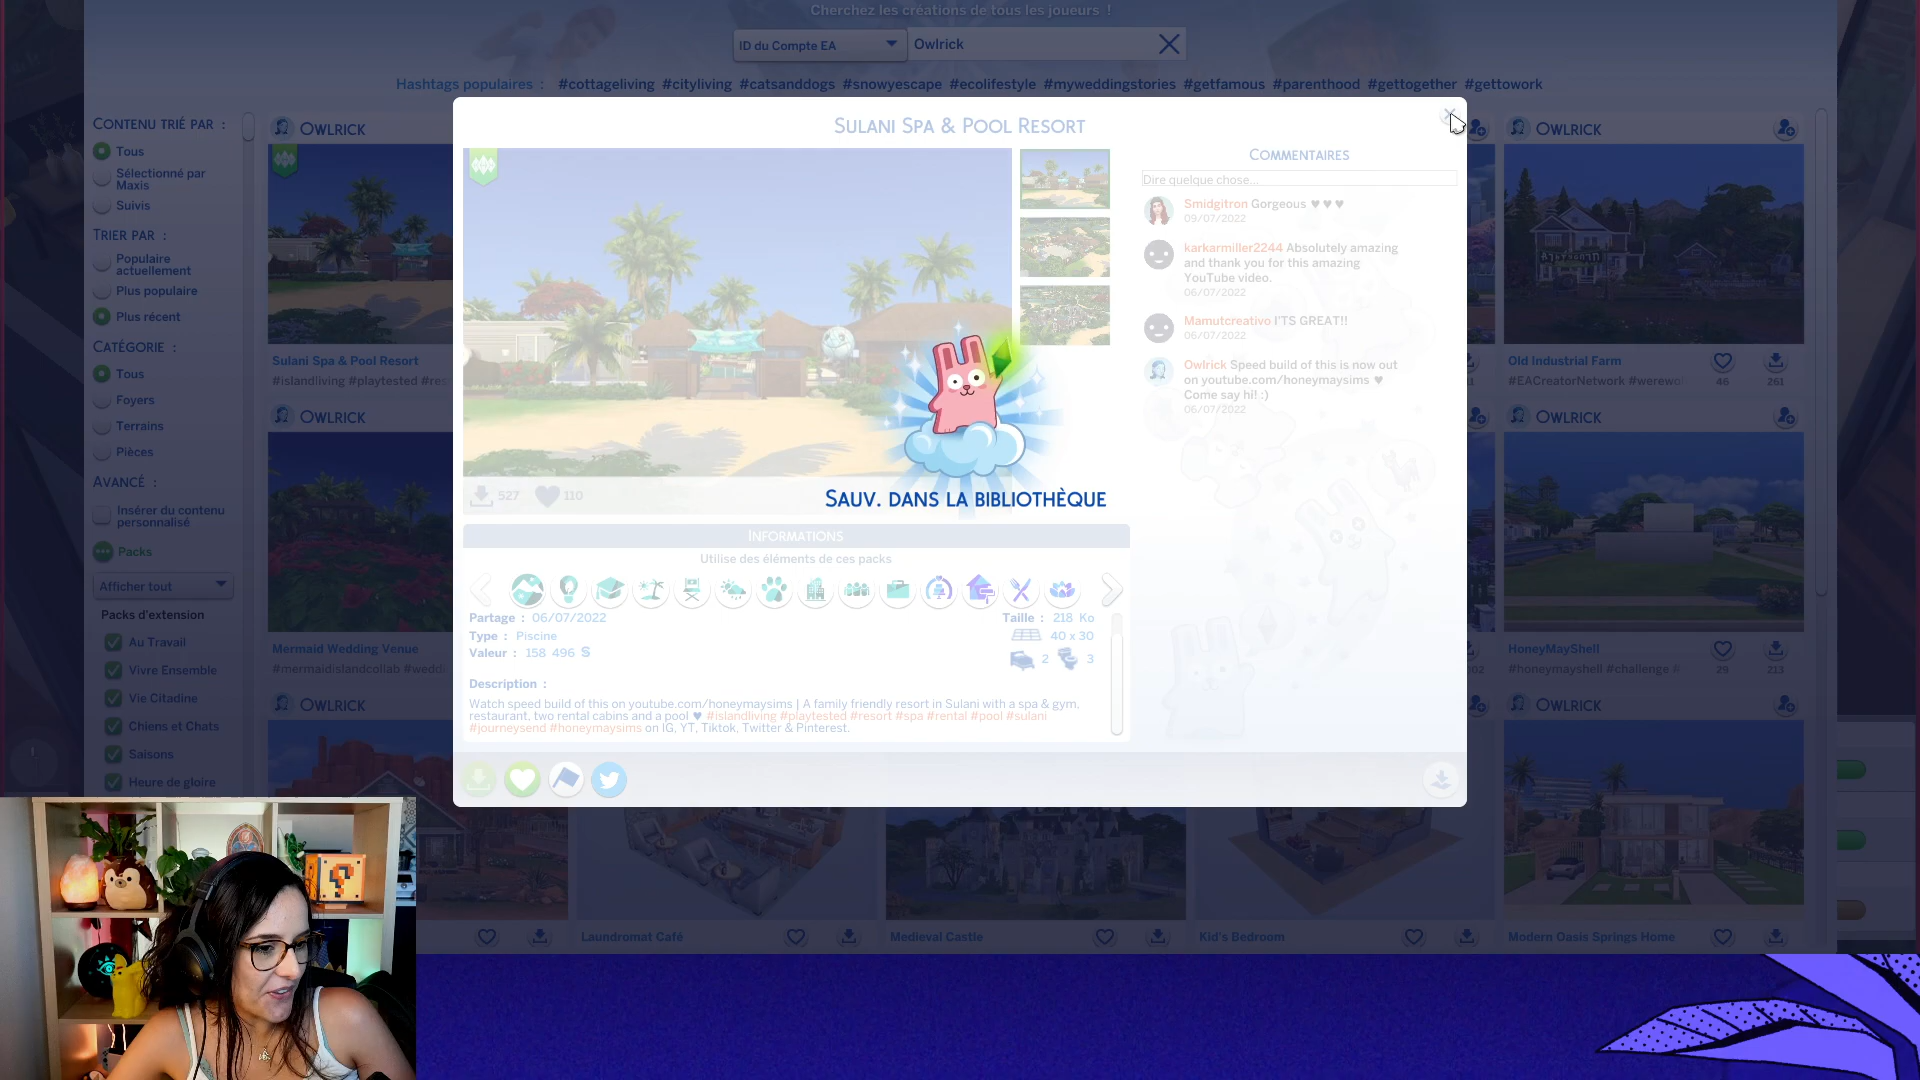 Cherchez les créations de tous les joueurs !
ID du Compte EA
Owlrick
Hashtags populaires : #cottageliving #cityliving #catsanddogs #snowyescape #ecolifestyle #myweddingstories #getfamous #parenthood #gettogether #gettowork
Contenu trié par :
Tous
Sélectionné par
Maxis
Suivis
Trier par :
Populaire
actuellement
Plus populaire
Plus récent
Catégorie :
Tous
Foyers
Terrains
Pièces
Avancé :
Insérer du contenu
personnalisé
Packs
Afficher tout
Packs d'extension
Au Travail
Vivre Ensemble
Vie Citadine
Chiens et Chats
Saisons
Heure de gloire
Owlrick
Sulani Spa & Pool Resort
#islandliving #playtested #res
Owlrick
Mermaid Wedding Venue
#mermaidislandcollab #wedd
Owlrick
Sulani Spa & Pool Resort
527
110
Sauv. dans la bibliothèque
Informations
Utilise des éléments de ces packs
Partage : 06/07/2022
Type : Piscine
Valeur : 158 496 §
Taille : 218 Ko
40 x 30
2
3
Description :
Watch speed build of this on youtube.com/honeymaysims | A family friendly resort in Sulani with a spa & gym,
restaurant, two rental cabins and a pool ♥ #islandliving #playtested #resort #spa #rental #pool #sulani
#journeysend #honeymaysims on IG, YT, Tiktok, Twitter & Pinterest.
Commentaires
Dire quelque chose...
Smidgitron Gorgeous ♥ ♥ ♥
09/07/2022
karkarmiller2244 Absolutely amazing
and thank you for this amazing
YouTube video.
06/07/2022
Mamutcreativo I'TS GREAT!!
06/07/2022
Owlrick Speed build of this is now out
on youtube.com/honeymaysims ♥
Come say hi! :)
06/07/2022
Owlrick
Old Industrial Farm
#EACreatorNetwork #werewol
46
261
Owlrick
HoneyMayShell
#honeymayshell #challenge #
29
213
Owlrick
Laundromat Café
Medieval Castle
Kid's Bedroom
Modern Oasis Springs Home